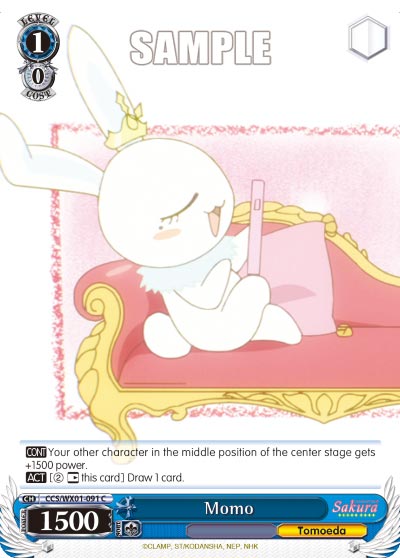 LEVEL
1
0
COST
SAMPLE
CONT Your other character in the middle position of the center stage gets
+1500 power.
ACT [② ▶ this card] Draw 1 card.
CH CCS/WX01-091 C
POWER 1500
Momo
Sakura
Tomoeda
©CLAMP, ST/KODANSHA, NEP, NHK